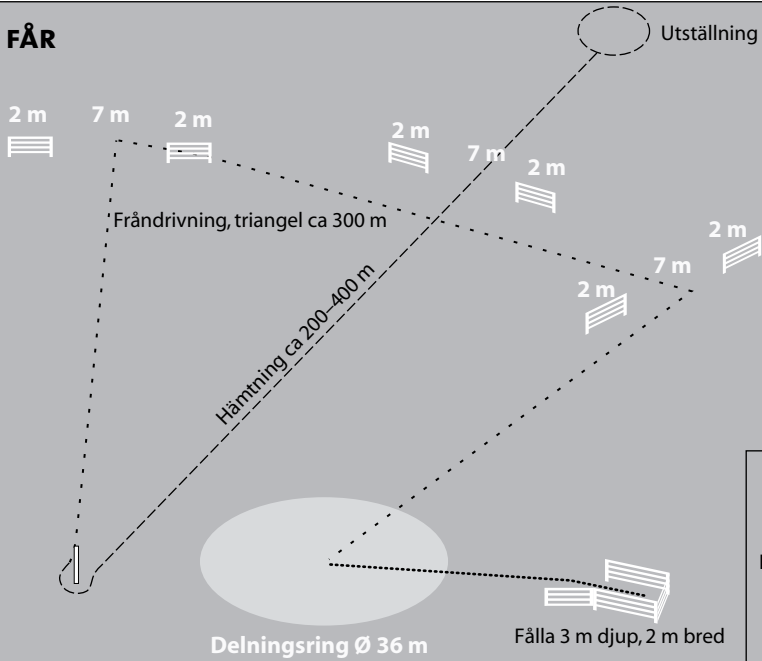 FÅR
Utställning
2 m
7 m
2 m
2 m
7 m
2 m
2 m
7 m
2 m
Fråndrivning, triangel ca 300 m
Hämtning ca 200–400 m
Delningsring Ø 36 m
Fålla 3 m djup, 2 m bred